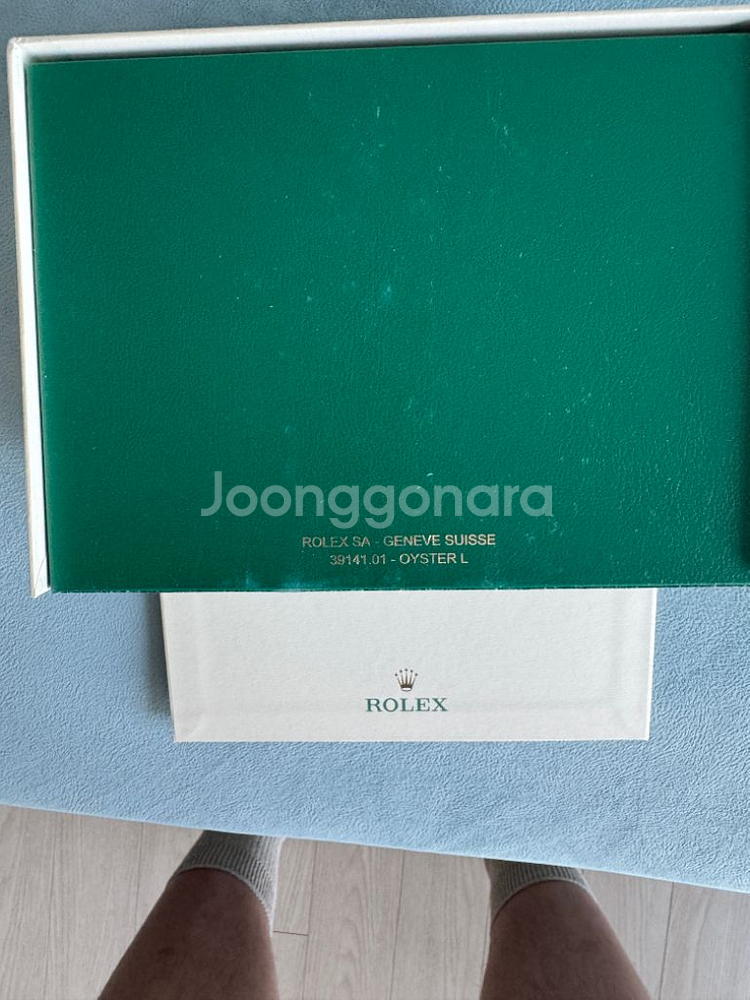 Joonggonara
ROLEX SA - GENEVE SUISSE
39141.01 - OYSTER L
ROLEX